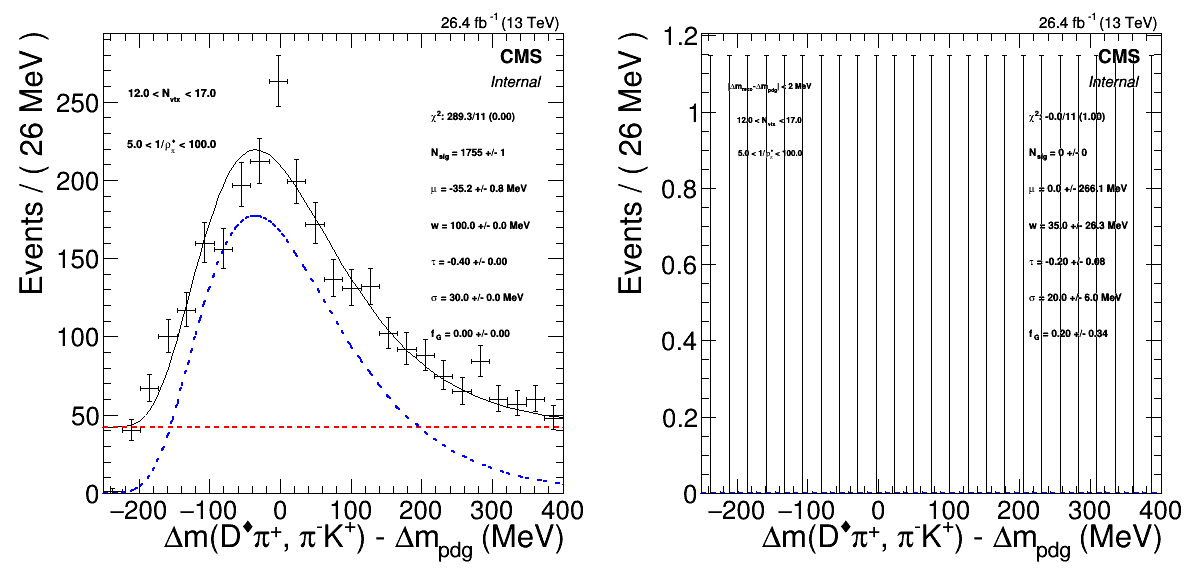 26.4 fb⁻¹ (13 TeV)
CMS
Internal
12.0 < N_vtx < 17.0
5.0 < 1/ρ_π* < 100.0
χ²: 289.3/11 (0.00)
N_sig = 1755 +/- 1
μ = -35.2 +/- 0.8 MeV
w = 100.0 +/- 0.0 MeV
τ = -0.40 +/- 0.00
σ = 30.0 +/- 0.0 MeV
f_G = 0.00 +/- 0.00
Events / ( 26 MeV )
250
200
150
100
50
0
−200 −100 0 100 200 300 400
Δm(D♦π⁺, π⁻K⁺) - Δm_pdg (MeV)
26.4 fb⁻¹ (13 TeV)
CMS
Internal
|Δm_reco-Δm_pdg| < 2 MeV
12.0 < N_vtx < 17.0
5.0 < 1/ρ_π* < 100.0
χ²: -0.0/11 (1.00)
N_sig = 0 +/- 0
μ = 0.0 +/- 266.1 MeV
w = 35.0 +/- 26.3 MeV
τ = -0.20 +/- 0.08
σ = 20.0 +/- 6.0 MeV
f_G = 0.20 +/- 0.34
Events / ( 26 MeV )
1.2
1
0.8
0.6
0.4
0.2
0
−200 −100 0 100 200 300 400
Δm(D♦π⁺, π⁻K⁺) - Δm_pdg (MeV)